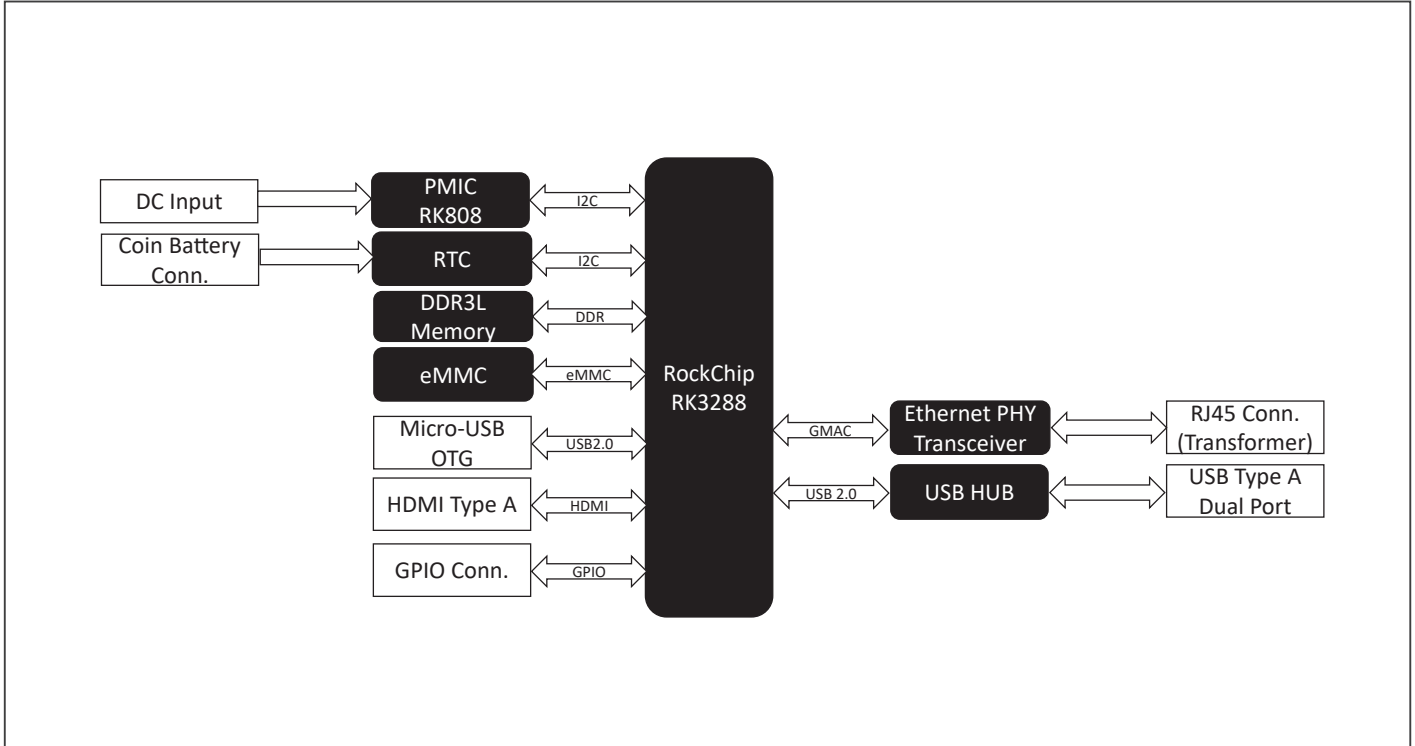 DC Input
PMIC
RK808
I2C
Coin Battery
Conn.
RTC
I2C
DDR3L
Memory
DDR
eMMC
eMMC
RockChip
RK3288
Micro-USB
OTG
USB2.0
HDMI Type A
HDMI
GPIO Conn.
GPIO
GMAC
Ethernet PHY
Transceiver
RJ45 Conn.
(Transformer)
USB 2.0
USB HUB
USB Type A
Dual Port